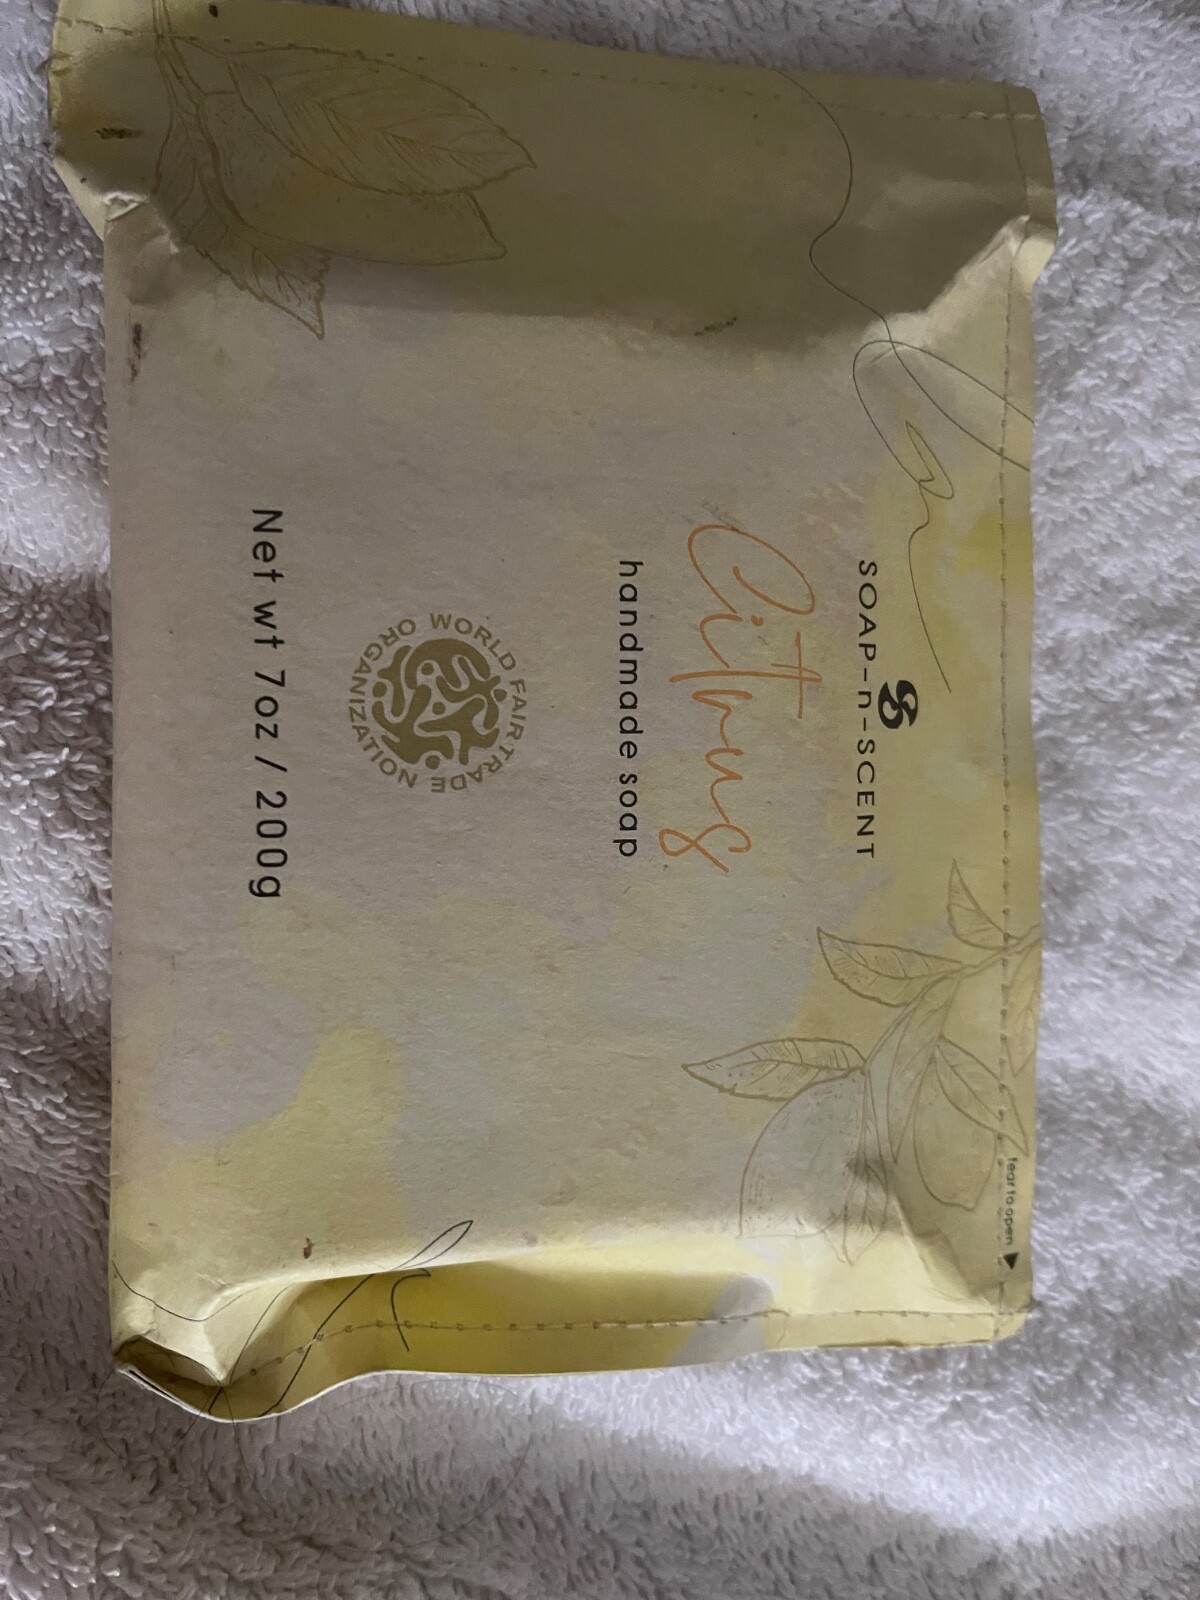 SOAP-n-SCENT
Citrus
handmade soap
WORLD FAIR TRADE ORGANIZATION
Net wt 7oz / 200g
tear to open